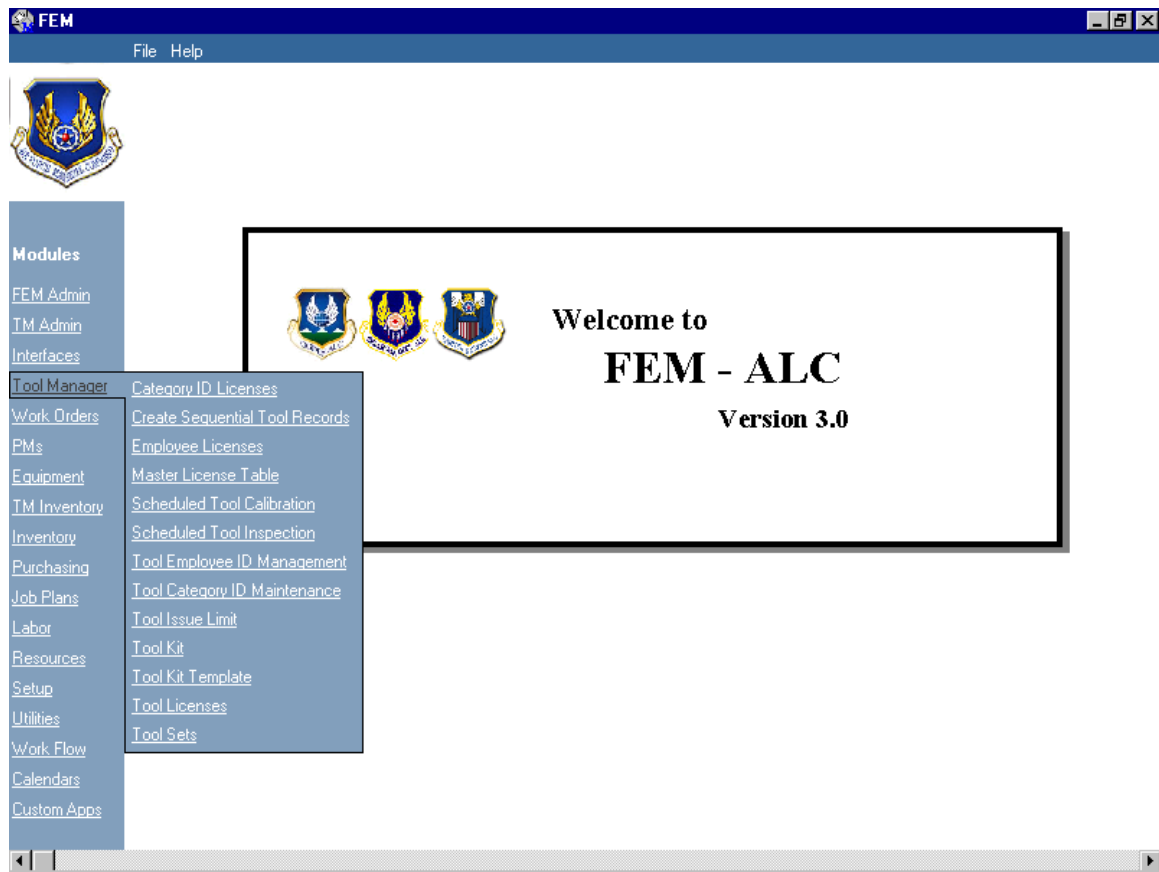 FEM
File Help
Modules
FEM Admin
TM Admin
Interfaces
Tool Manager
Work Orders
PMs
Equipment
TM Inventory
Inventory
Purchasing
Job Plans
Labor
Resources
Setup
Utilities
Work Flow
Calendars
Custom Apps
Category ID Licenses
Create Sequential Tool Records
Employee Licenses
Master License Table
Scheduled Tool Calibration
Scheduled Tool Inspection
Tool Employee ID Management
Tool Category ID Maintenance
Tool Issue Limit
Tool Kit
Tool Kit Template
Tool Licenses
Tool Sets
Welcome to
FEM - ALC
Version 3.0